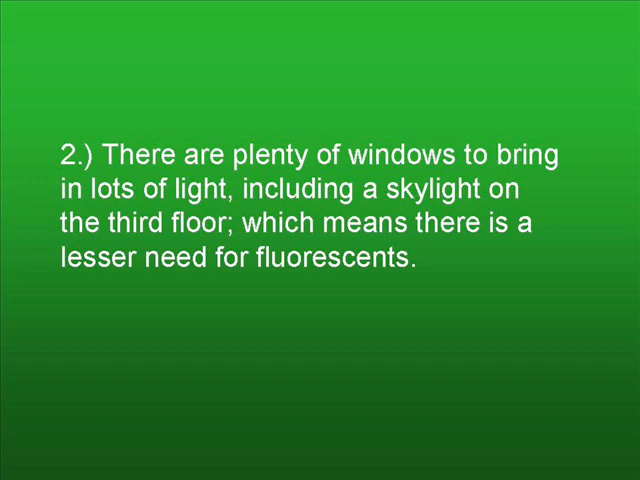 2.) There are plenty of windows to bring
in lots of light, including a skylight on
the third floor; which means there is a
lesser need for fluorescents.